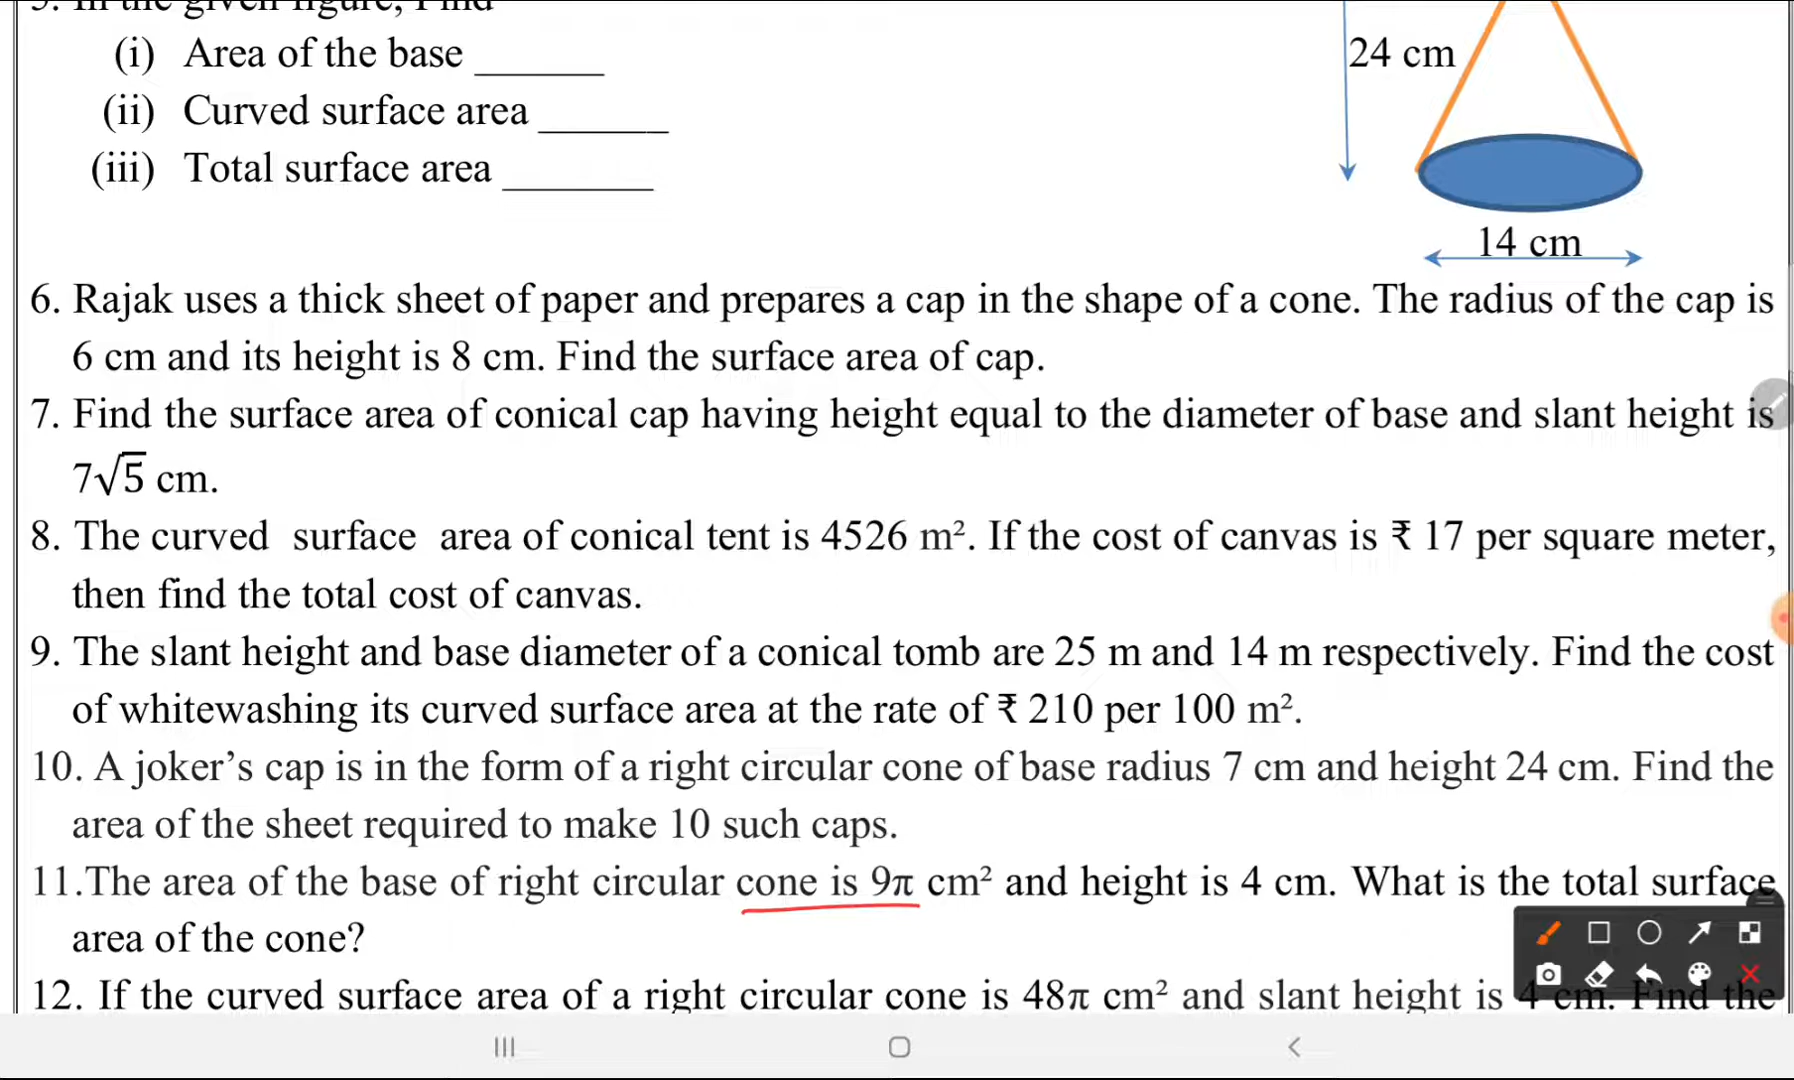 5. In the given figure, Find
(i) Area of the base ______
(ii) Curved surface area ______
(iii) Total surface area _______
24 cm
14 cm
6. Rajak uses a thick sheet of paper and prepares a cap in the shape of a cone. The radius of the cap is
6 cm and its height is 8 cm. Find the surface area of cap.
7. Find the surface area of conical cap having height equal to the diameter of base and slant height is
7√5 cm.
8. The curved surface area of conical tent is 4526 m². If the cost of canvas is ₹ 17 per square meter,
then find the total cost of canvas.
9. The slant height and base diameter of a conical tomb are 25 m and 14 m respectively. Find the cost
of whitewashing its curved surface area at the rate of ₹ 210 per 100 m².
10. A joker’s cap is in the form of a right circular cone of base radius 7 cm and height 24 cm. Find the
area of the sheet required to make 10 such caps.
11.The area of the base of right circular cone is 9π cm² and height is 4 cm. What is the total surface
area of the cone?
12. If the curved surface area of a right circular cone is 48π cm² and slant height is 4 cm. Find the